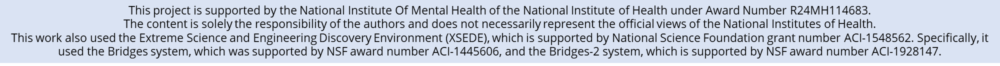 This project is supported by the National Institute Of Mental Health of the National Institute of Health under Award Number R24MH114683.
The content is solely the responsibility of the authors and does not necessarily represent the official views of the National Institutes of Health.
This work also used the Extreme Science and Engineering Discovery Environment (XSEDE), which is supported by National Science Foundation grant number ACI-1548562. Specifically, it
used the Bridges system, which was supported by NSF award number ACI-1445606, and the Bridges-2 system, which is supported by NSF award number ACI-1928147.